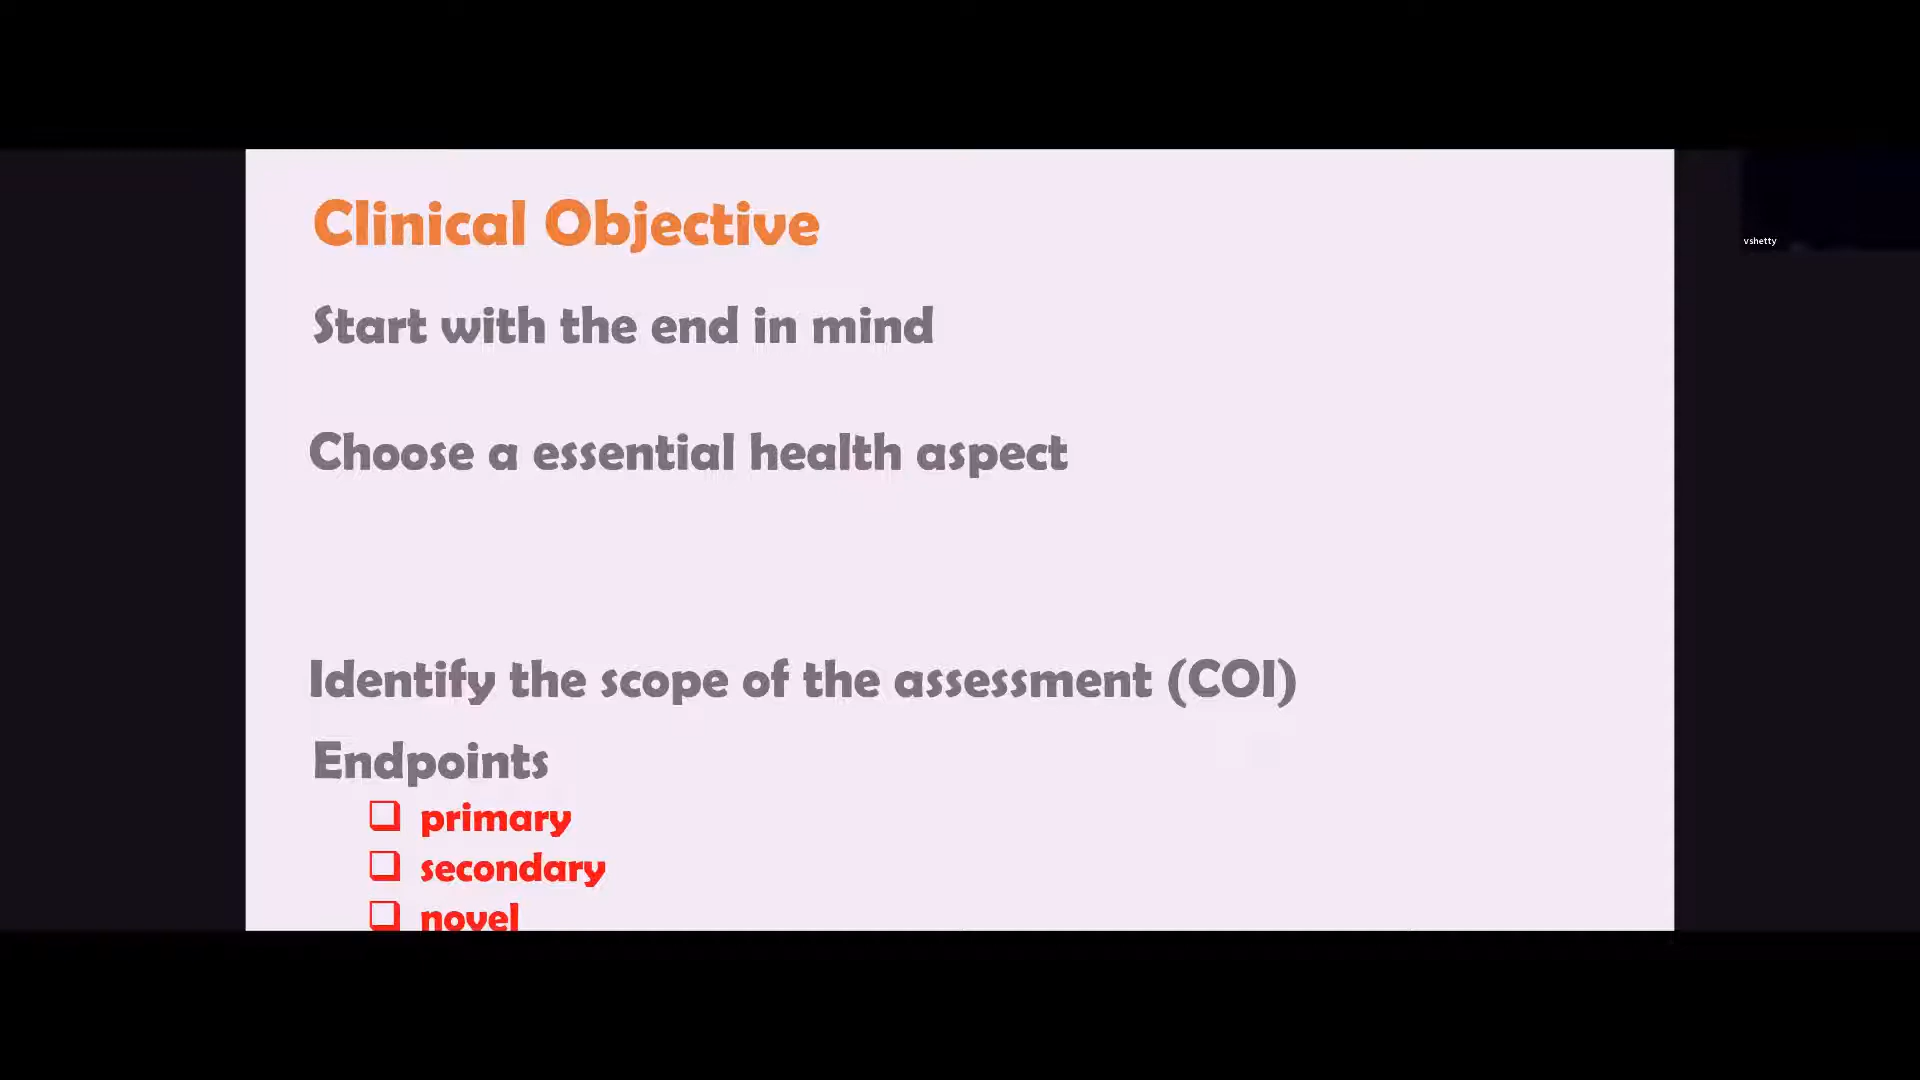 Clinical Objective
vshetty
Start with the end in mind
Choose a essential health aspect
Identify the scope of the assessment (COI)
Endpoints
❑ primary
❑ secondary
❑ novel